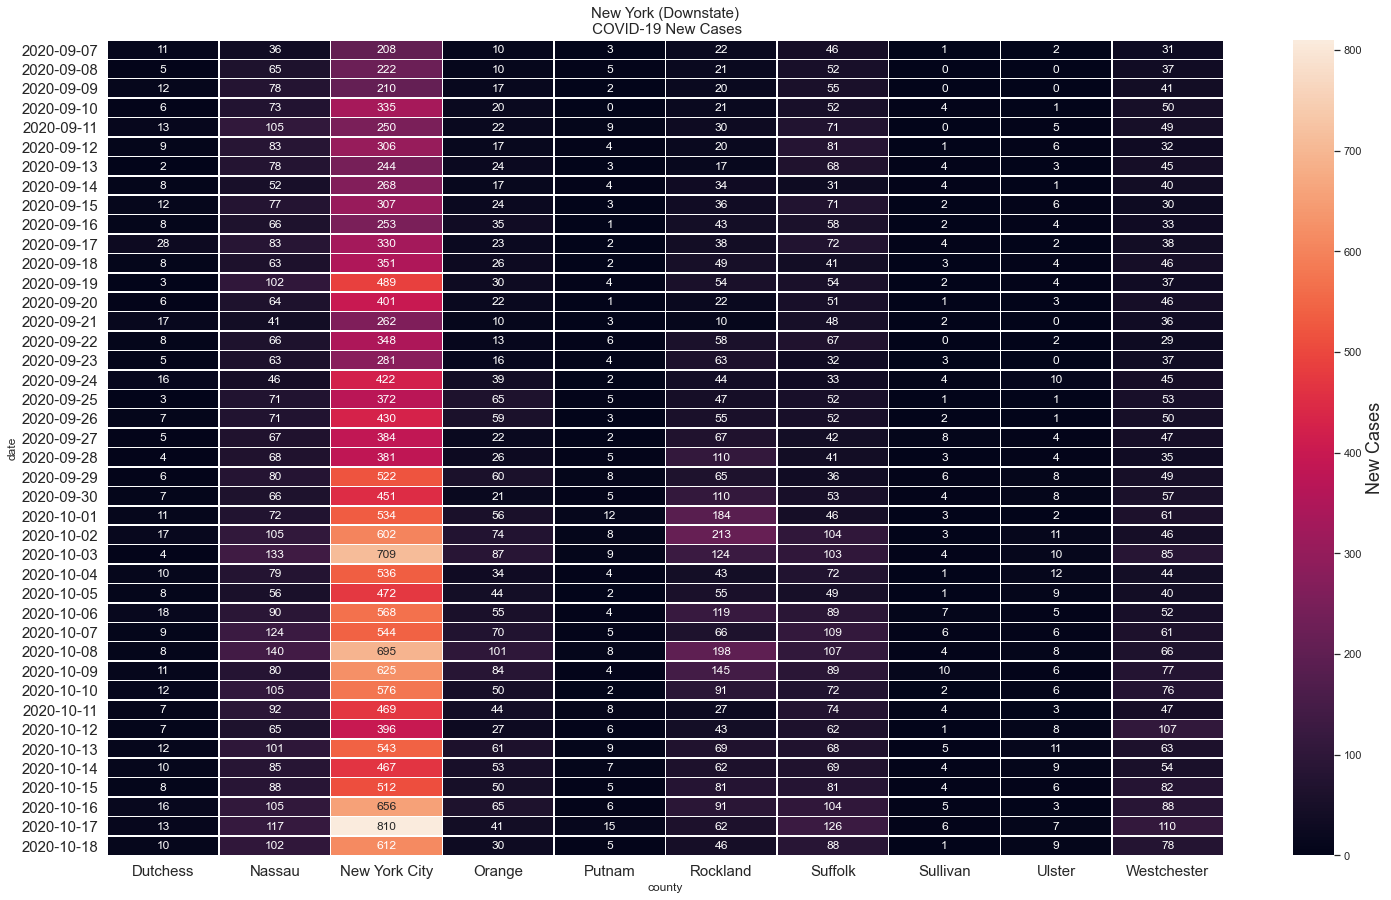 New York (Downstate)
COVID-19 New Cases
2020-09-07 11 36 208 10 3 22 46 1 2 31
2020-09-08 5 65 222 10 5 21 52 0 0 37
2020-09-09 12 78 210 17 2 20 55 0 0 41
2020-09-10 6 73 335 20 0 21 52 4 1 50
2020-09-11 13 105 250 22 9 30 71 0 5 49
2020-09-12 9 83 306 17 4 20 81 1 6 32
2020-09-13 2 78 244 24 3 17 68 4 3 45
2020-09-14 8 52 268 17 4 34 31 4 1 40
2020-09-15 12 77 307 24 3 36 71 2 6 30
2020-09-16 8 66 253 35 1 43 58 2 4 33
2020-09-17 28 83 330 23 2 38 72 4 2 38
2020-09-18 8 63 351 26 2 49 41 3 4 46
2020-09-19 3 102 489 30 4 54 54 2 4 37
2020-09-20 6 64 401 22 1 22 51 1 3 46
2020-09-21 17 41 262 10 3 10 48 2 0 36
2020-09-22 8 66 348 13 6 58 67 0 2 29
2020-09-23 5 63 281 16 4 63 32 3 0 37
2020-09-24 16 46 422 39 2 44 33 4 10 45
2020-09-25 3 71 372 65 5 47 52 1 1 53
2020-09-26 7 71 430 59 3 55 52 2 1 50
2020-09-27 5 67 384 22 2 67 42 8 4 47
2020-09-28 4 68 381 26 5 110 41 3 4 35
2020-09-29 6 80 522 60 8 65 36 6 8 49
2020-09-30 7 66 451 21 5 110 53 4 8 57
2020-10-01 11 72 534 56 12 184 46 3 2 61
2020-10-02 17 105 602 74 8 213 104 3 11 46
2020-10-03 4 133 709 87 9 124 103 4 10 85
2020-10-04 10 79 536 34 4 43 72 1 12 44
2020-10-05 8 56 472 44 2 55 49 1 9 40
2020-10-06 18 90 568 55 4 119 89 7 5 52
2020-10-07 9 124 544 70 5 66 109 6 6 61
2020-10-08 8 140 695 101 8 198 107 4 8 66
2020-10-09 11 80 625 84 4 145 89 10 6 77
2020-10-10 12 105 576 50 2 91 72 2 6 76
2020-10-11 7 92 469 44 8 27 74 4 3 47
2020-10-12 7 65 396 27 6 43 62 1 8 107
2020-10-13 12 101 543 61 9 69 68 5 11 63
2020-10-14 10 85 467 53 7 62 69 4 9 54
2020-10-15 8 88 512 50 5 81 81 4 6 82
2020-10-16 16 105 656 65 6 91 104 5 3 88
2020-10-17 13 117 810 41 15 62 126 6 7 110
2020-10-18 10 102 612 30 5 46 88 1 9 78
Dutchess Nassau New York City Orange Putnam Rockland Suffolk Sullivan Ulster Westchester
county
date
800
700
600
500
400
300
200
100
0
New Cases